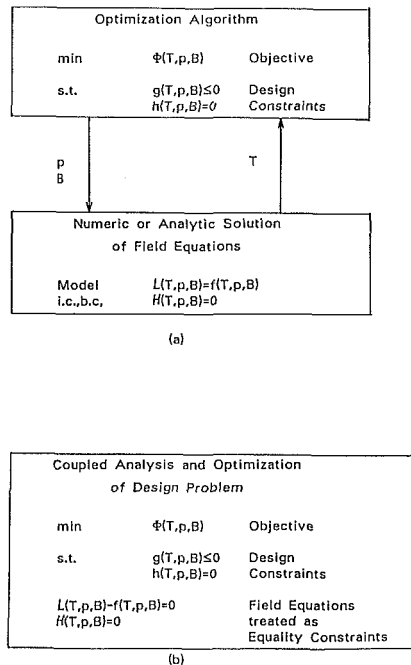 Optimization Algorithm
min Φ(T,p,B) Objective
s.t. g(T,p,B)≤0 Design
h(T,p,B)=0 Constraints
p T
B
Numeric or Analytic Solution
of Field Equations
Model L(T,p,B)=f(T,p,B)
i.c.,b.c, H(T,p,B)=0
(a)
Coupled Analysis and Optimization
of Design Problem
min Φ(T,p,B) Objective
s.t. g(T,p,B)≤0 Design
h(T,p,B)=0 Constraints
L(T,p,B)-f(T,p,B)=0 Field Equations
H(T,p,B)=0 treated as
Equality Constraints
(b)